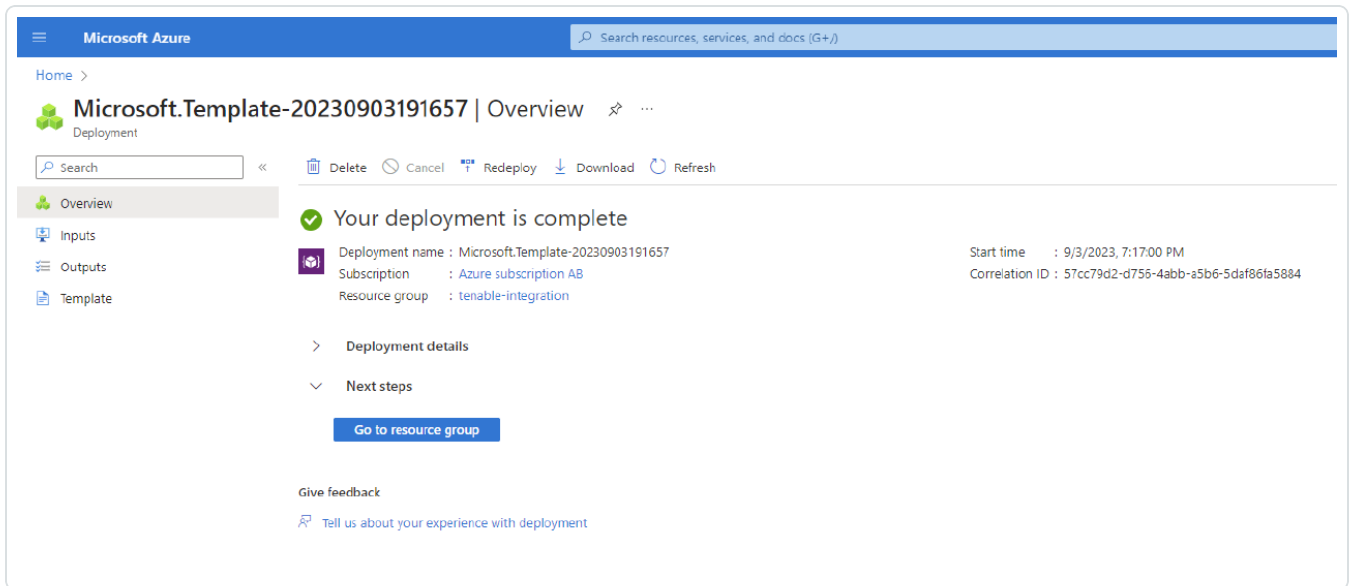 Microsoft Azure
Search resources, services, and docs (G+/)
Home >
Microsoft.Template-20230903191657 | Overview ...
Deployment
Search «
Delete Cancel Redeploy Download Refresh
Overview
Inputs
Outputs
Template
Your deployment is complete
Deployment name : Microsoft.Template-20230903191657 Start time : 9/3/2023, 7:17:00 PM
Subscription : Azure subscription AB Correlation ID : 57cc79d2-d756-4abb-a5b6-5daf86fa5884
Resource group : tenable-integration
Deployment details
Next steps
Go to resource group
Give feedback
Tell us about your experience with deployment